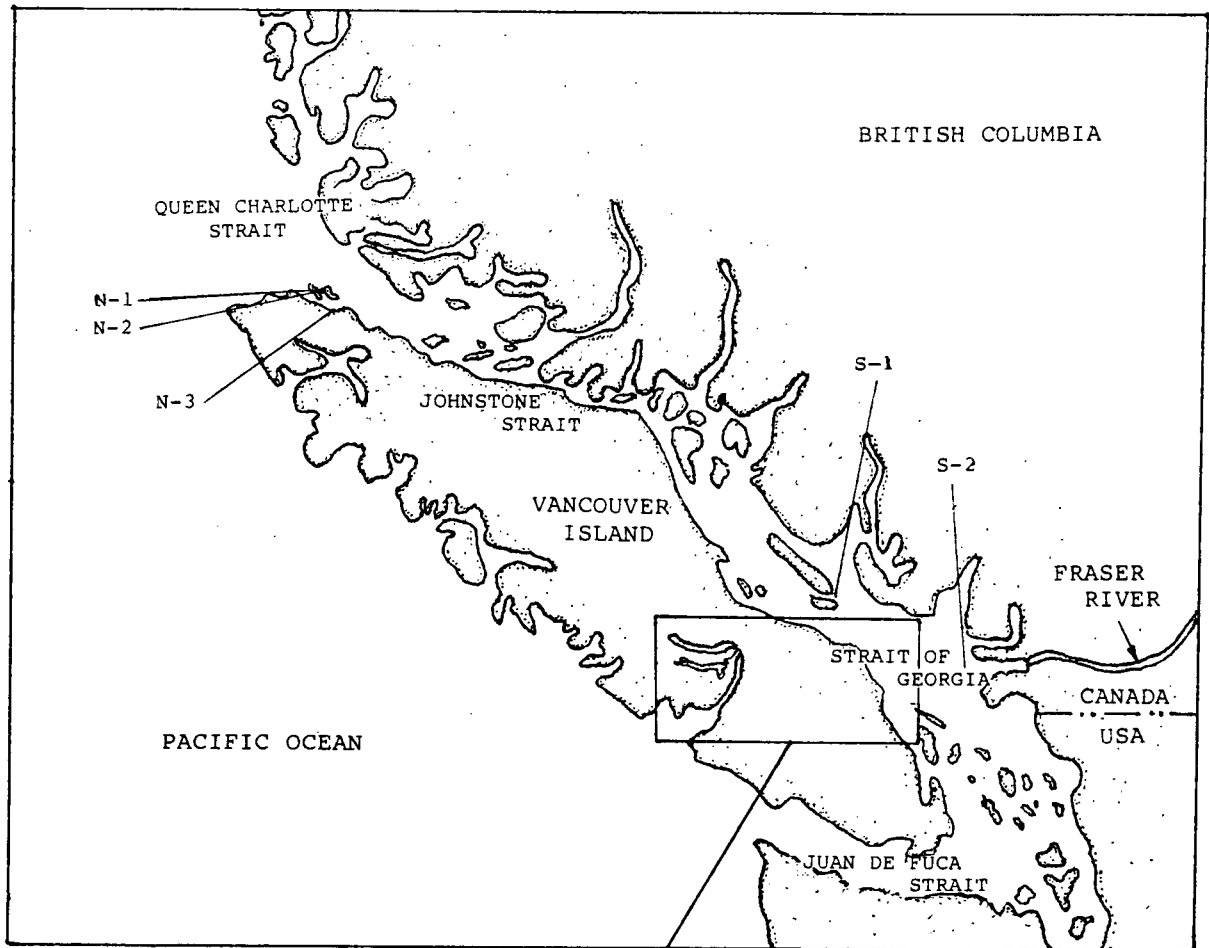 BRITISH COLUMBIA
QUEEN CHARLOTTE
STRAIT
N-1
N-2
N-3
S-1
JOHNSTONE
STRAIT
S-2
VANCOUVER
ISLAND
FRASER
RIVER
STRAIT OF
GEORGIA
CANADA
USA
PACIFIC OCEAN
JUAN DE FUCA
STRAIT